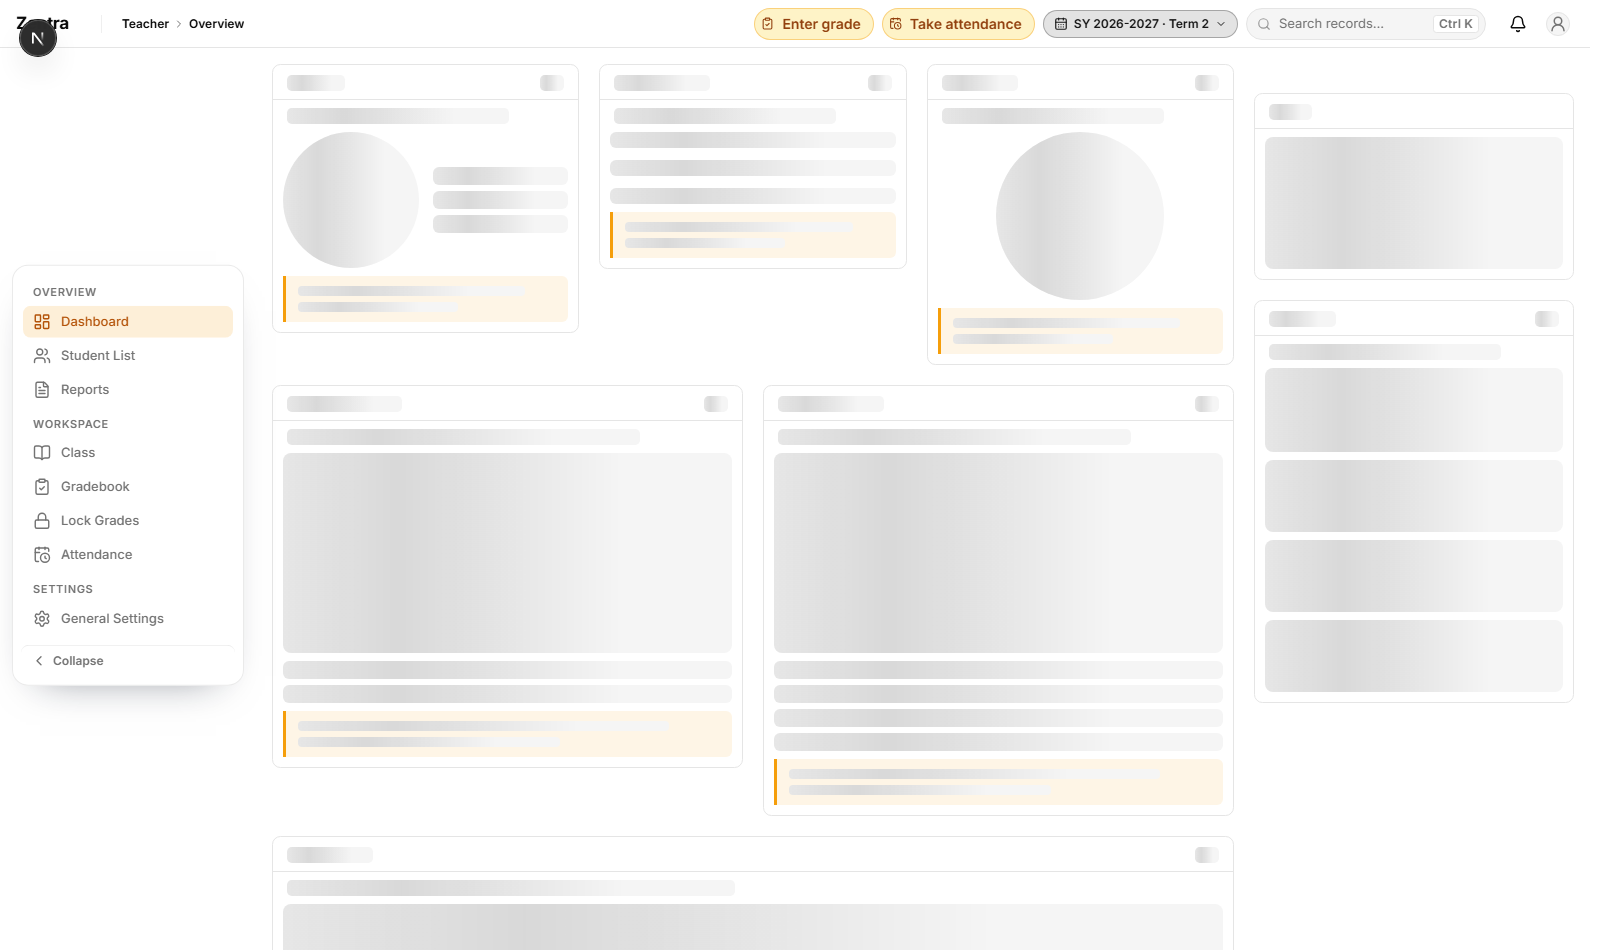 Teacher > Overview
Enter grade
Take attendance
SY 2026-2027 · Term 2
Search records...
Ctrl K
N
OVERVIEW
Dashboard
Student List
Reports
WORKSPACE
Class
Gradebook
Lock Grades
Attendance
SETTINGS
General Settings
Collapse